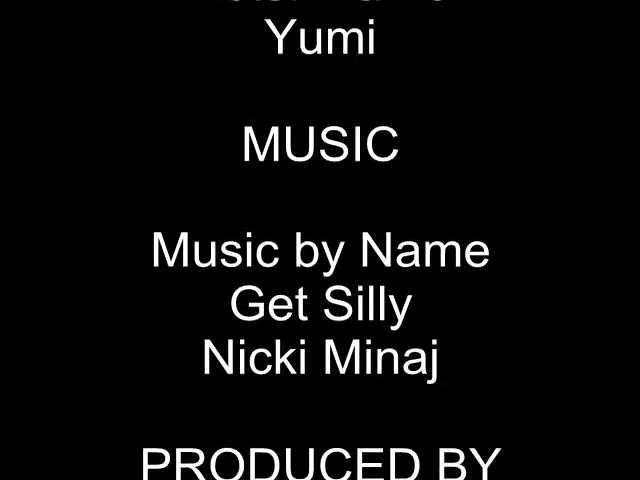 Yumi
MUSIC
Music by Name
Get Silly
Nicki Minaj
PRODUCED BY